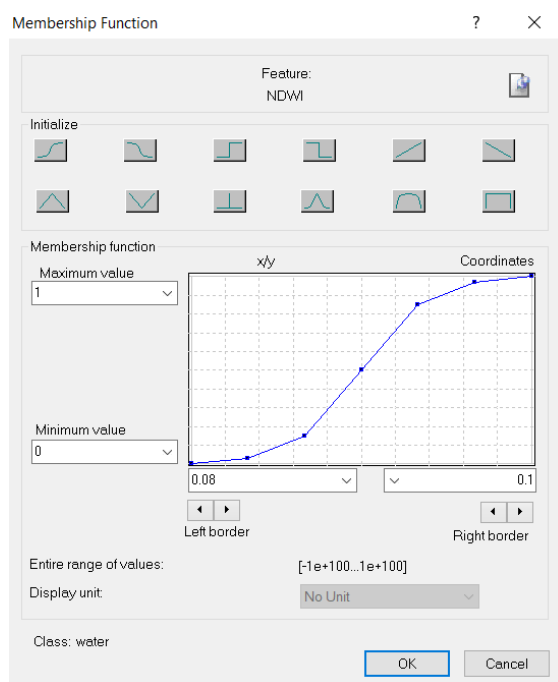 Membership Function ? ×
Feature:
NDWI
Initialize
Membership function
x/y Coordinates
Maximum value
1
Minimum value
0
0.08 0.1
Left border Right border
Entire range of values: [-1e+100...1e+100]
Display unit: No Unit
Class: water
OK Cancel